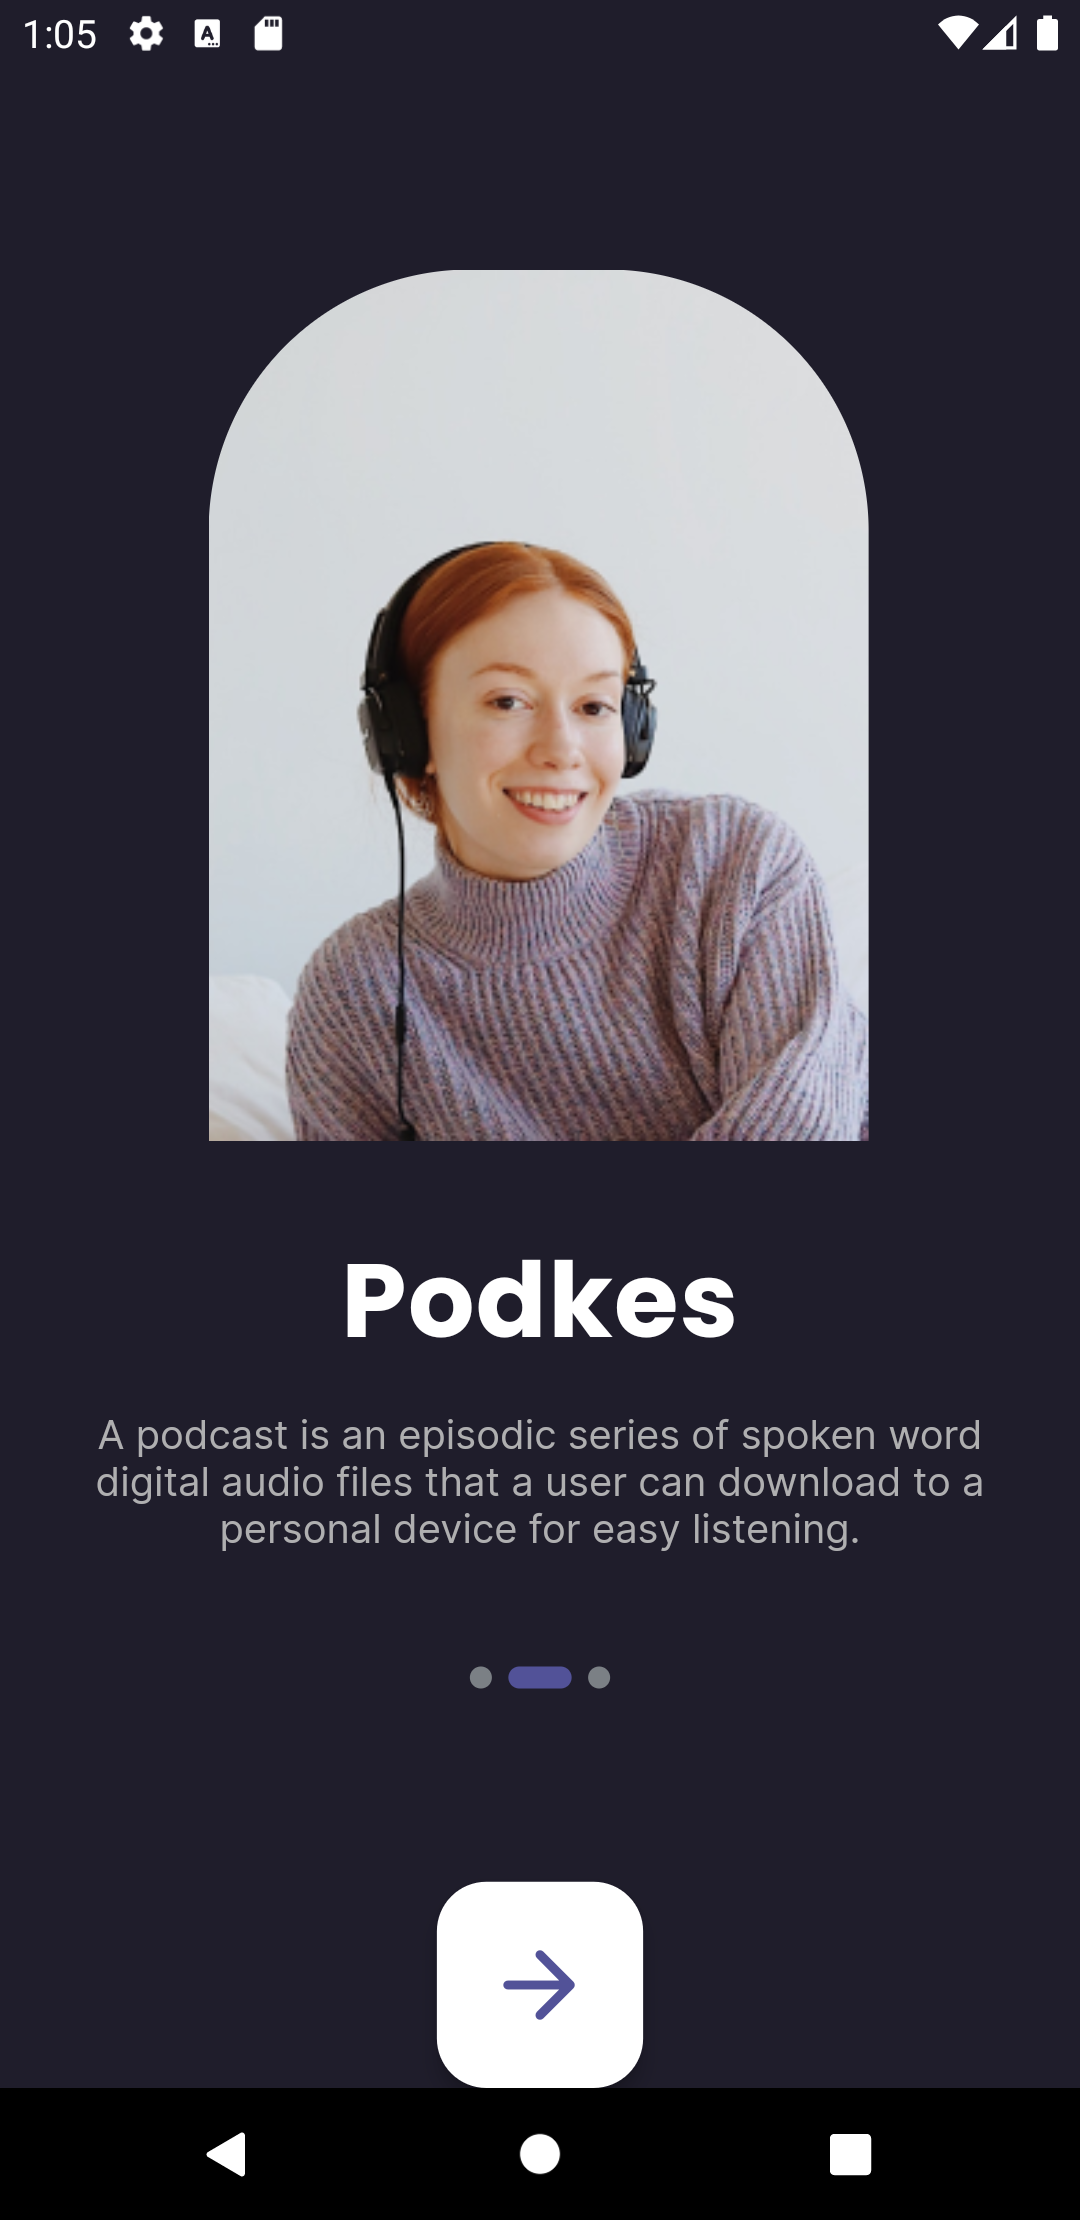 1:05
Podkes
A podcast is an episodic series of spoken word
digital audio files that a user can download to a
personal device for easy listening.